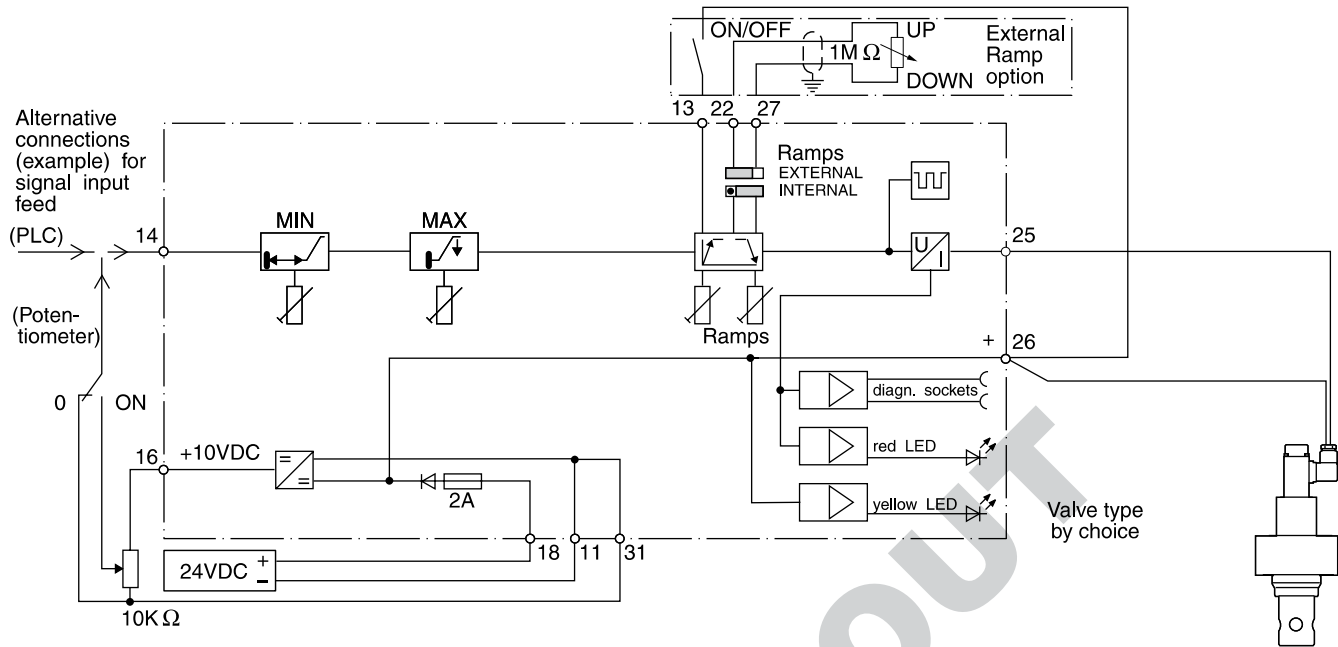 ON/OFF
UP
External
Ramp
option
1M Ω
DOWN
13 22 27
Alternative
connections
(example) for
signal input
feed
Ramps
EXTERNAL
INTERNAL
(PLC)
14
MIN
MAX
U
I
25
(Poten-
tiometer)
Ramps
+ 26
0 ON
diagn. sockets
16
+10VDC
=
=
2A
red LED
yellow LED
Valve type
by choice
18 11 31
24VDC + –
10K Ω
OUT